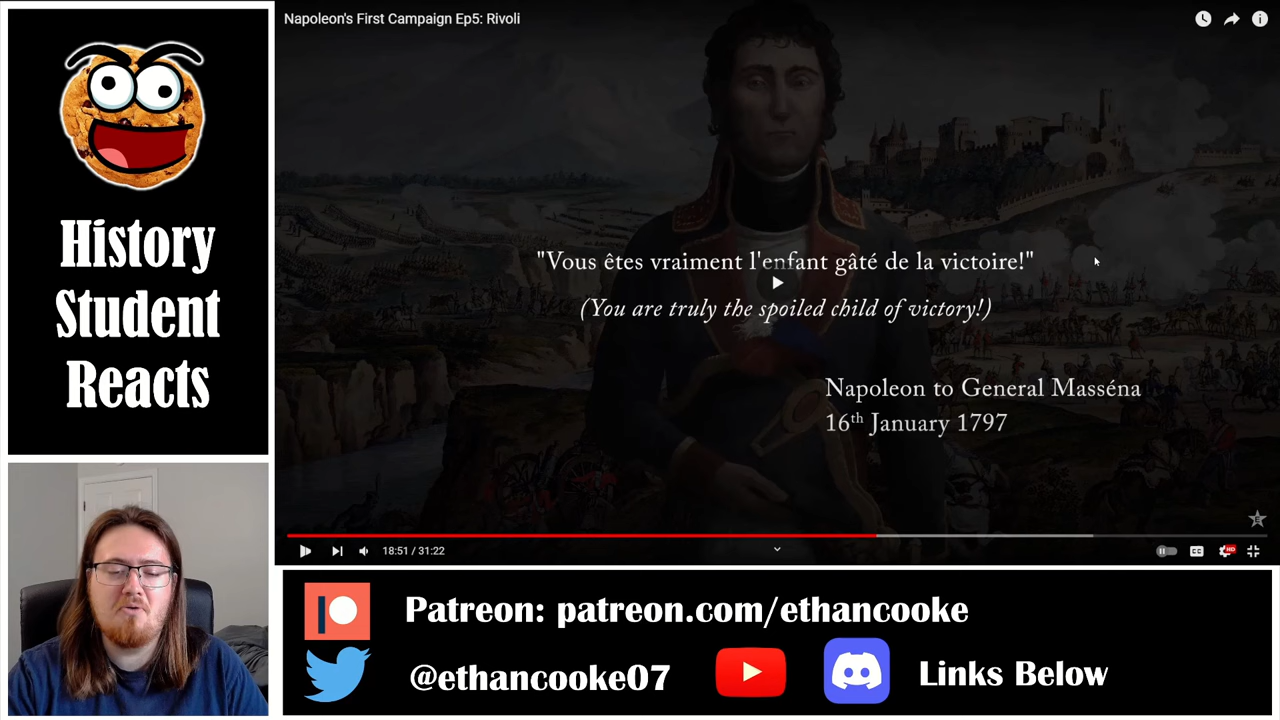 Napoleon's First Campaign Ep5: Rivoli
History
Student
Reacts
"Vous êtes vraiment l'enfant gâté de la victoire!"
(You are truly the spoiled child of victory!)
Napoleon to General Masséna
16th January 1797
18:51 / 31:22
CC
HD
Patreon: patreon.com/ethancooke
@ethancooke07
Links Below